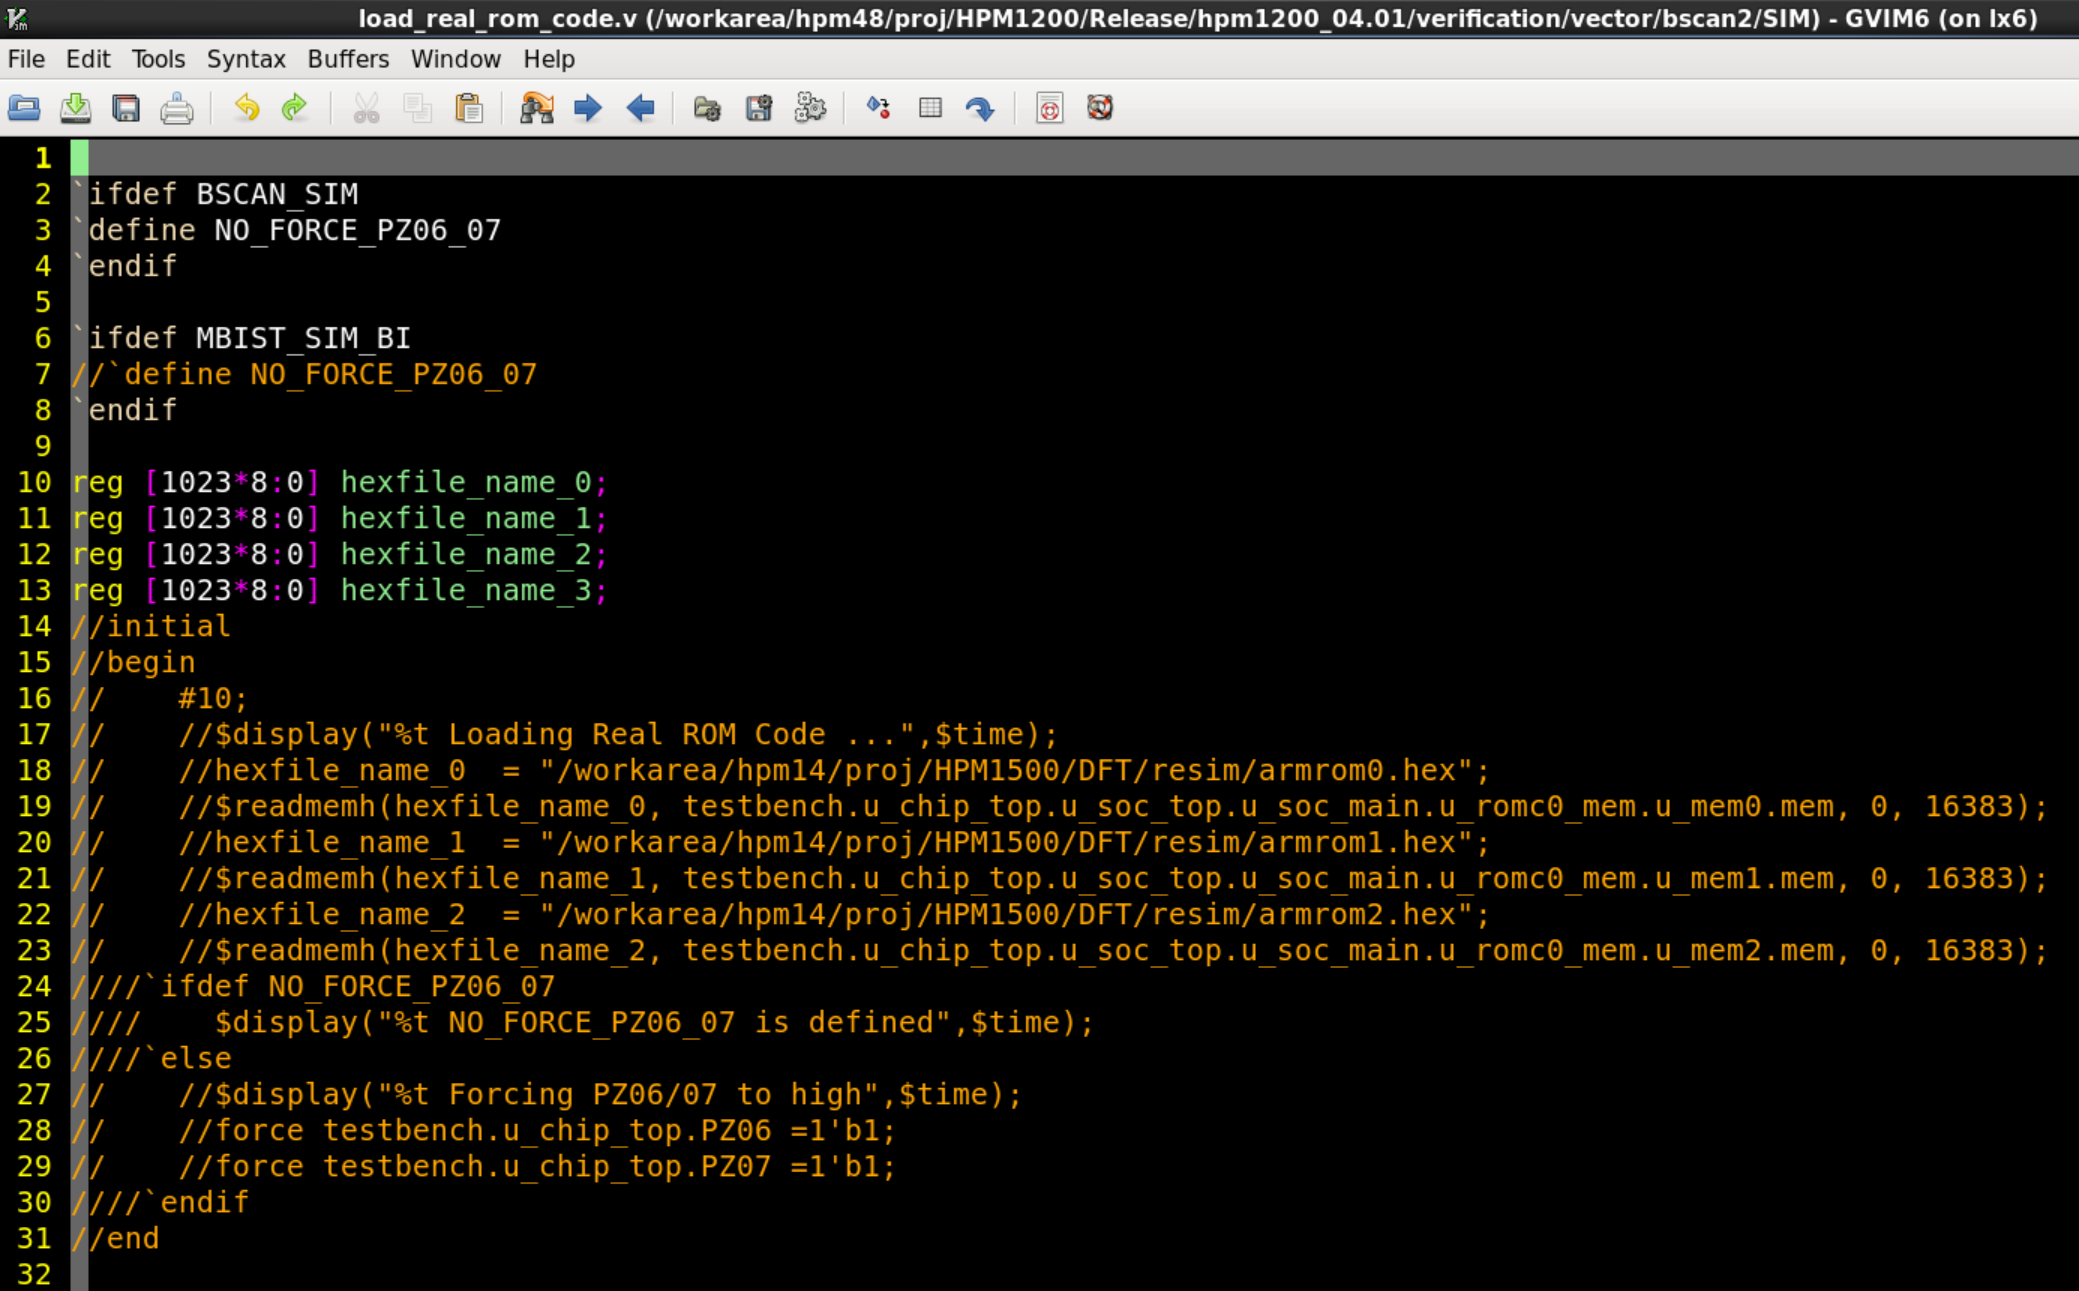 load_real_rom_code.v (/workarea/hpm48/proj/HPM1200/Release/hpm1200_04.01/verification/vector/bscan2/SIM) - GVIM6 (on lx6)
File Edit Tools Syntax Buffers Window Help
1
2 `ifdef BSCAN_SIM
3 `define NO_FORCE_PZ06_07
4 `endif
5
6 `ifdef MBIST_SIM_BI
7 //`define NO_FORCE_PZ06_07
8 `endif
9
10 reg [1023*8:0] hexfile_name_0;
11 reg [1023*8:0] hexfile_name_1;
12 reg [1023*8:0] hexfile_name_2;
13 reg [1023*8:0] hexfile_name_3;
14 //initial
15 //begin
16 //    #10;
17 //    //$display("%t Loading Real ROM Code ...",$time);
18 //    //hexfile_name_0  = "/workarea/hpm14/proj/HPM1500/DFT/resim/armrom0.hex";
19 //    //$readmemh(hexfile_name_0, testbench.u_chip_top.u_soc_top.u_soc_main.u_romc0_mem.u_mem0.mem, 0, 16383);
20 //    //hexfile_name_1  = "/workarea/hpm14/proj/HPM1500/DFT/resim/armrom1.hex";
21 //    //$readmemh(hexfile_name_1, testbench.u_chip_top.u_soc_top.u_soc_main.u_romc0_mem.u_mem1.mem, 0, 16383);
22 //    //hexfile_name_2  = "/workarea/hpm14/proj/HPM1500/DFT/resim/armrom2.hex";
23 //    //$readmemh(hexfile_name_2, testbench.u_chip_top.u_soc_top.u_soc_main.u_romc0_mem.u_mem2.mem, 0, 16383);
24 ////`ifdef NO_FORCE_PZ06_07
25 ////    $display("%t NO_FORCE_PZ06_07 is defined",$time);
26 ////`else
27 //    //$display("%t Forcing PZ06/07 to high",$time);
28 //    //force testbench.u_chip_top.PZ06 =1'b1;
29 //    //force testbench.u_chip_top.PZ07 =1'b1;
30 ////`endif
31 //end
32